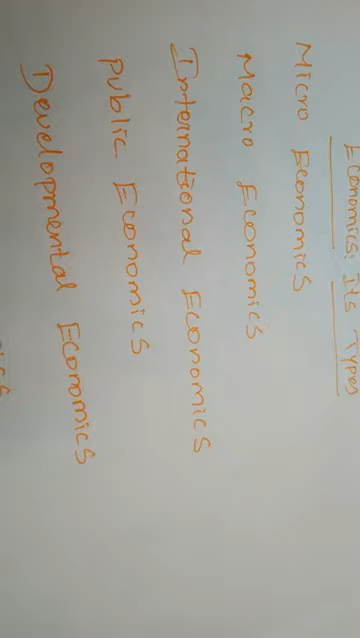 Economics: Its Types
Micro Economics
Macro Economics
International Economics
Public Economics
Developmental Economics